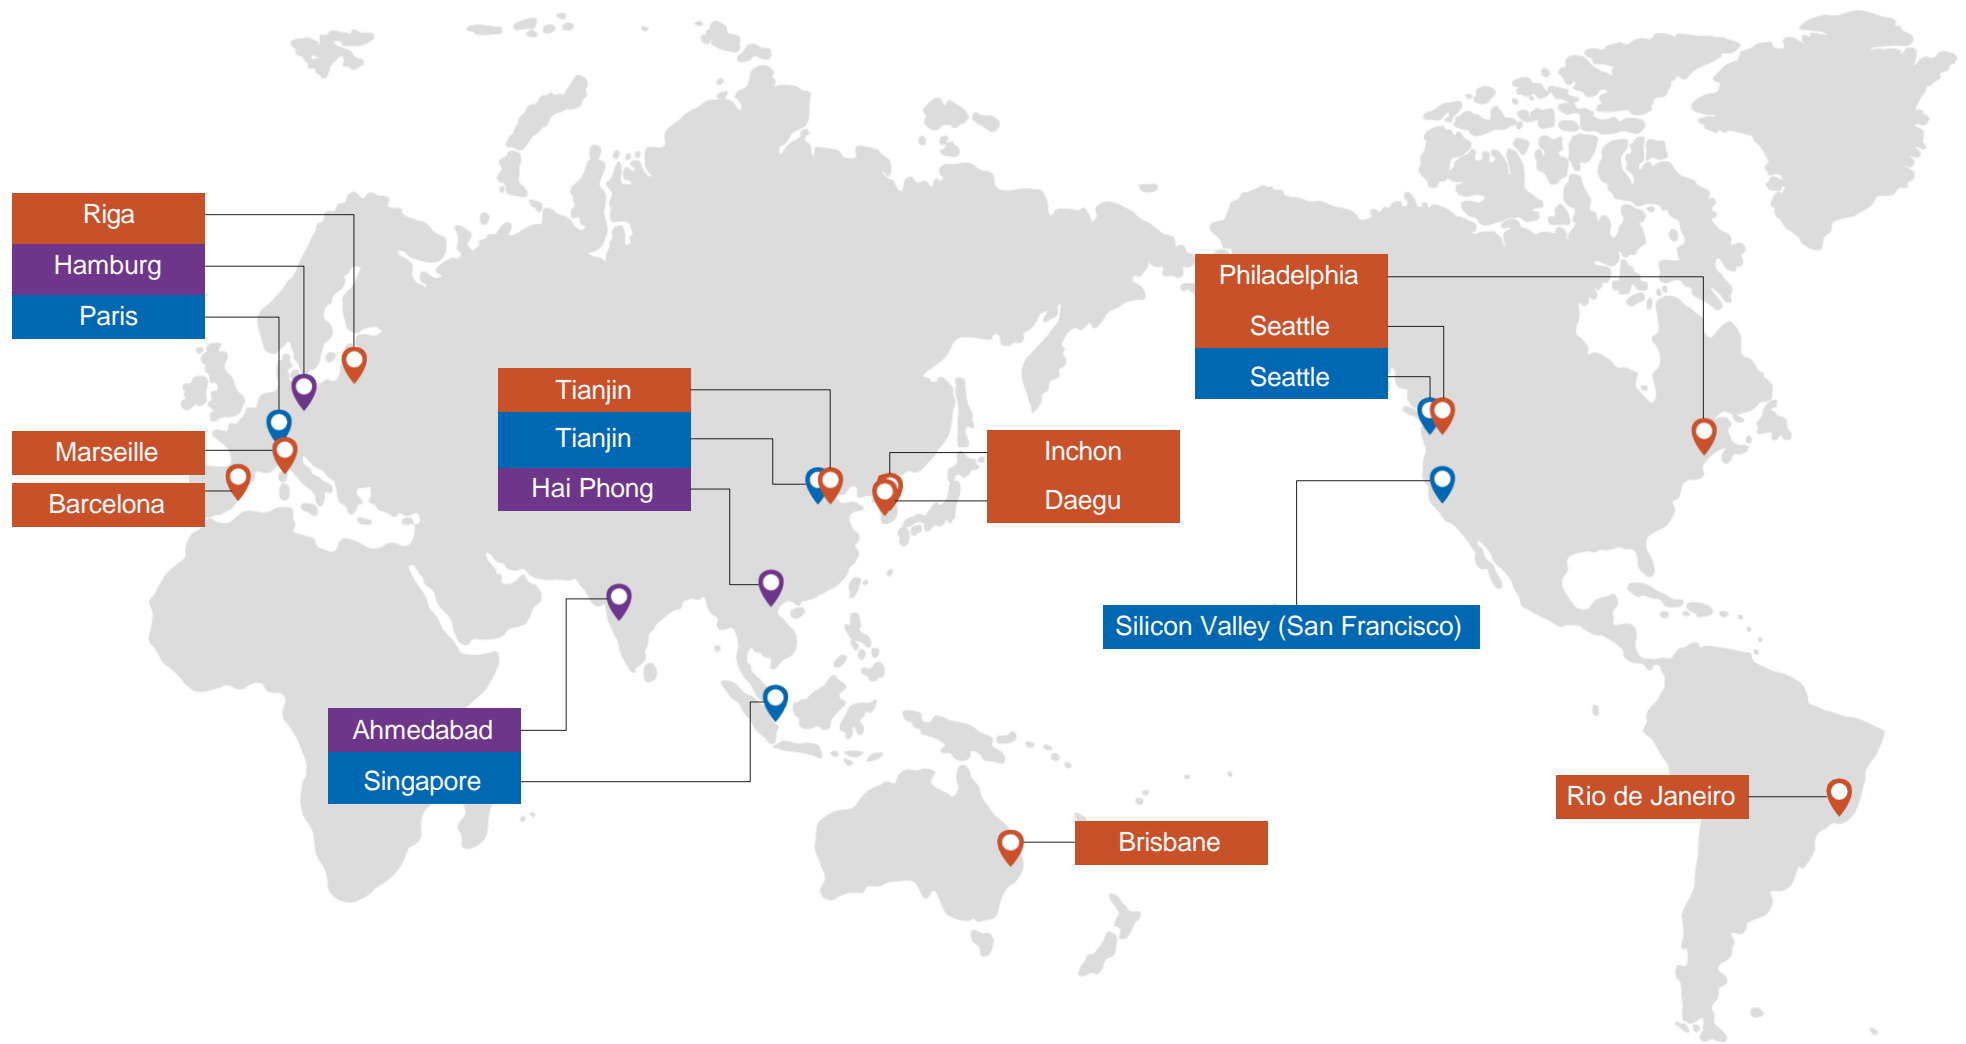 Riga
Hamburg
Paris
Marseille
Barcelona
Tianjin
Tianjin
Hai Phong
Inchon
Daegu
Philadelphia
Seattle
Seattle
Silicon Valley (San Francisco)
Ahmedabad
Singapore
Brisbane
Rio de Janeiro